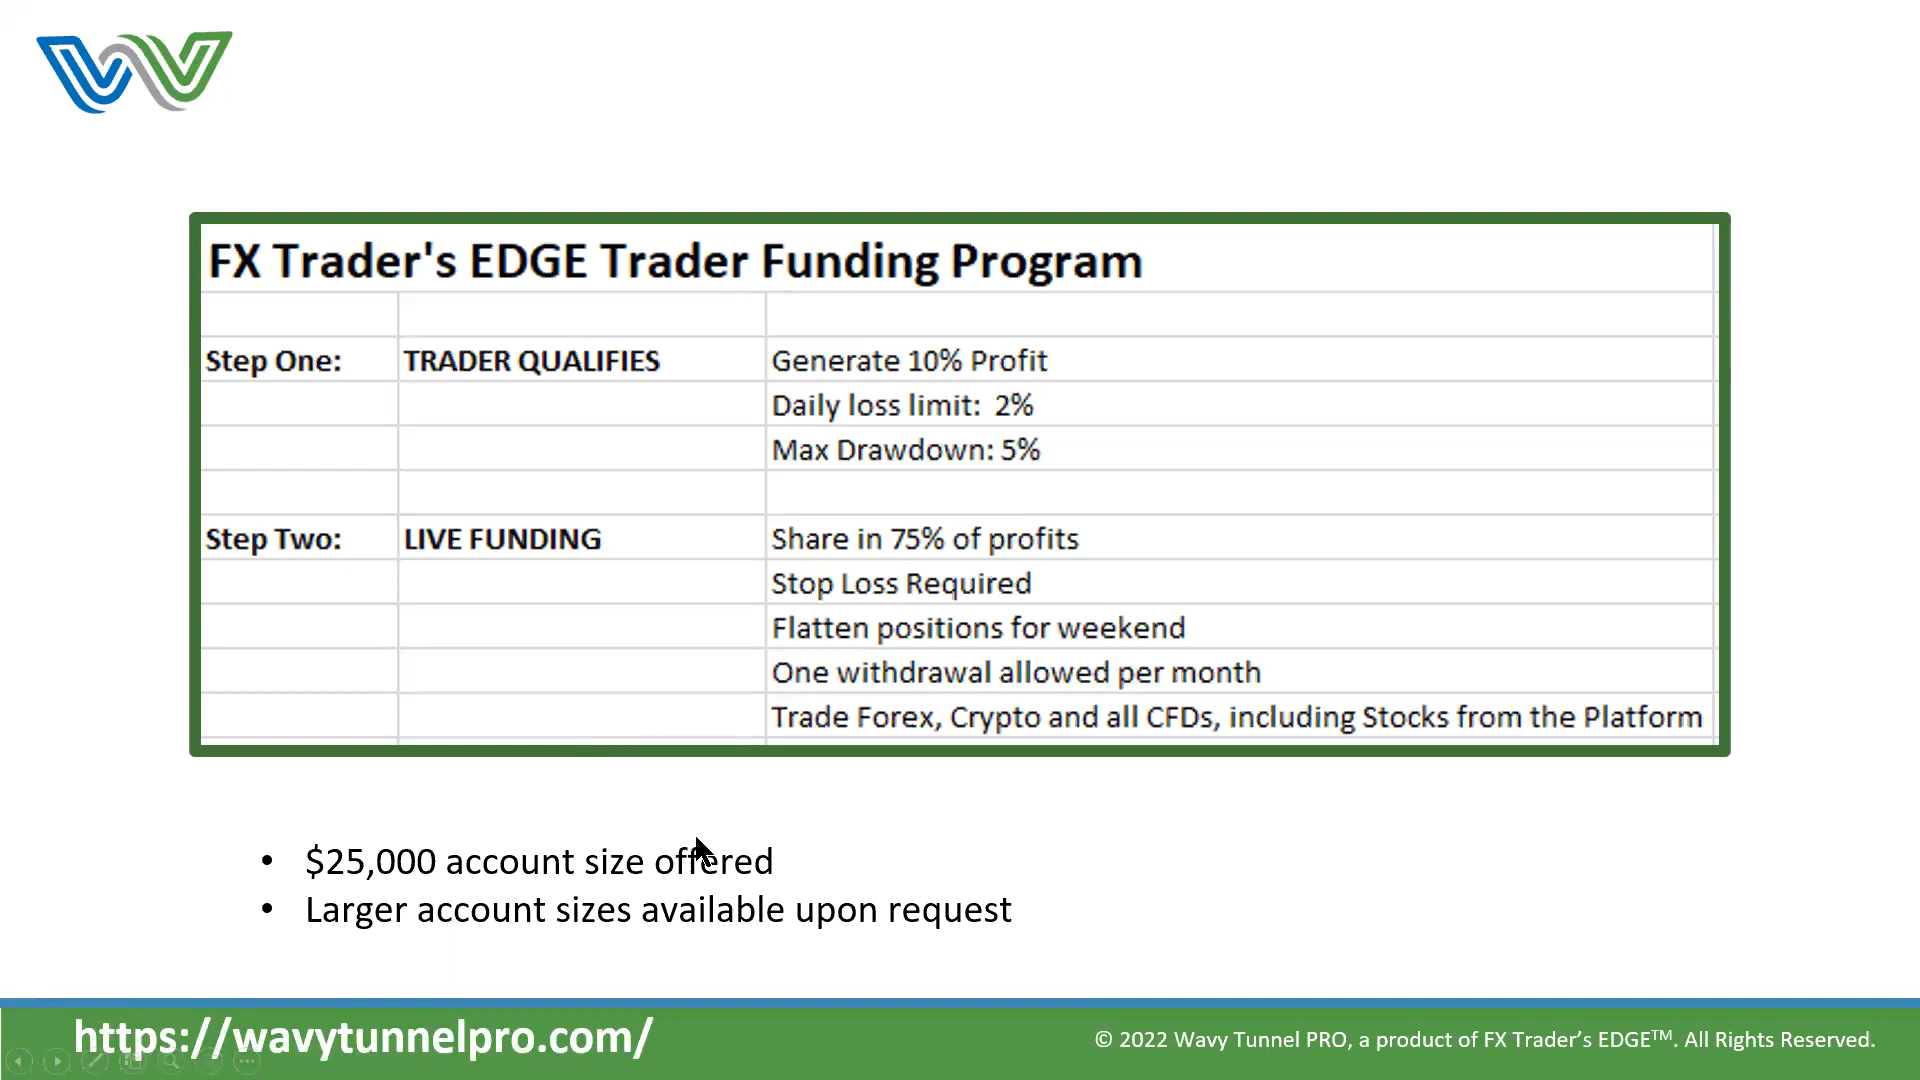 FX Trader's EDGE Trader Funding Program
Step One: TRADER QUALIFIES Generate 10% Profit
Daily loss limit: 2%
Max Drawdown: 5%
Step Two: LIVE FUNDING Share in 75% of profits
Stop Loss Required
Flatten positions for weekend
One withdrawal allowed per month
Trade Forex, Crypto and all CFDs, including Stocks from the Platform
• $25,000 account size offered
• Larger account sizes available upon request
https://wavytunnelpro.com/
© 2022 Wavy Tunnel PRO, a product of FX Trader’s EDGE™. All Rights Reserved.